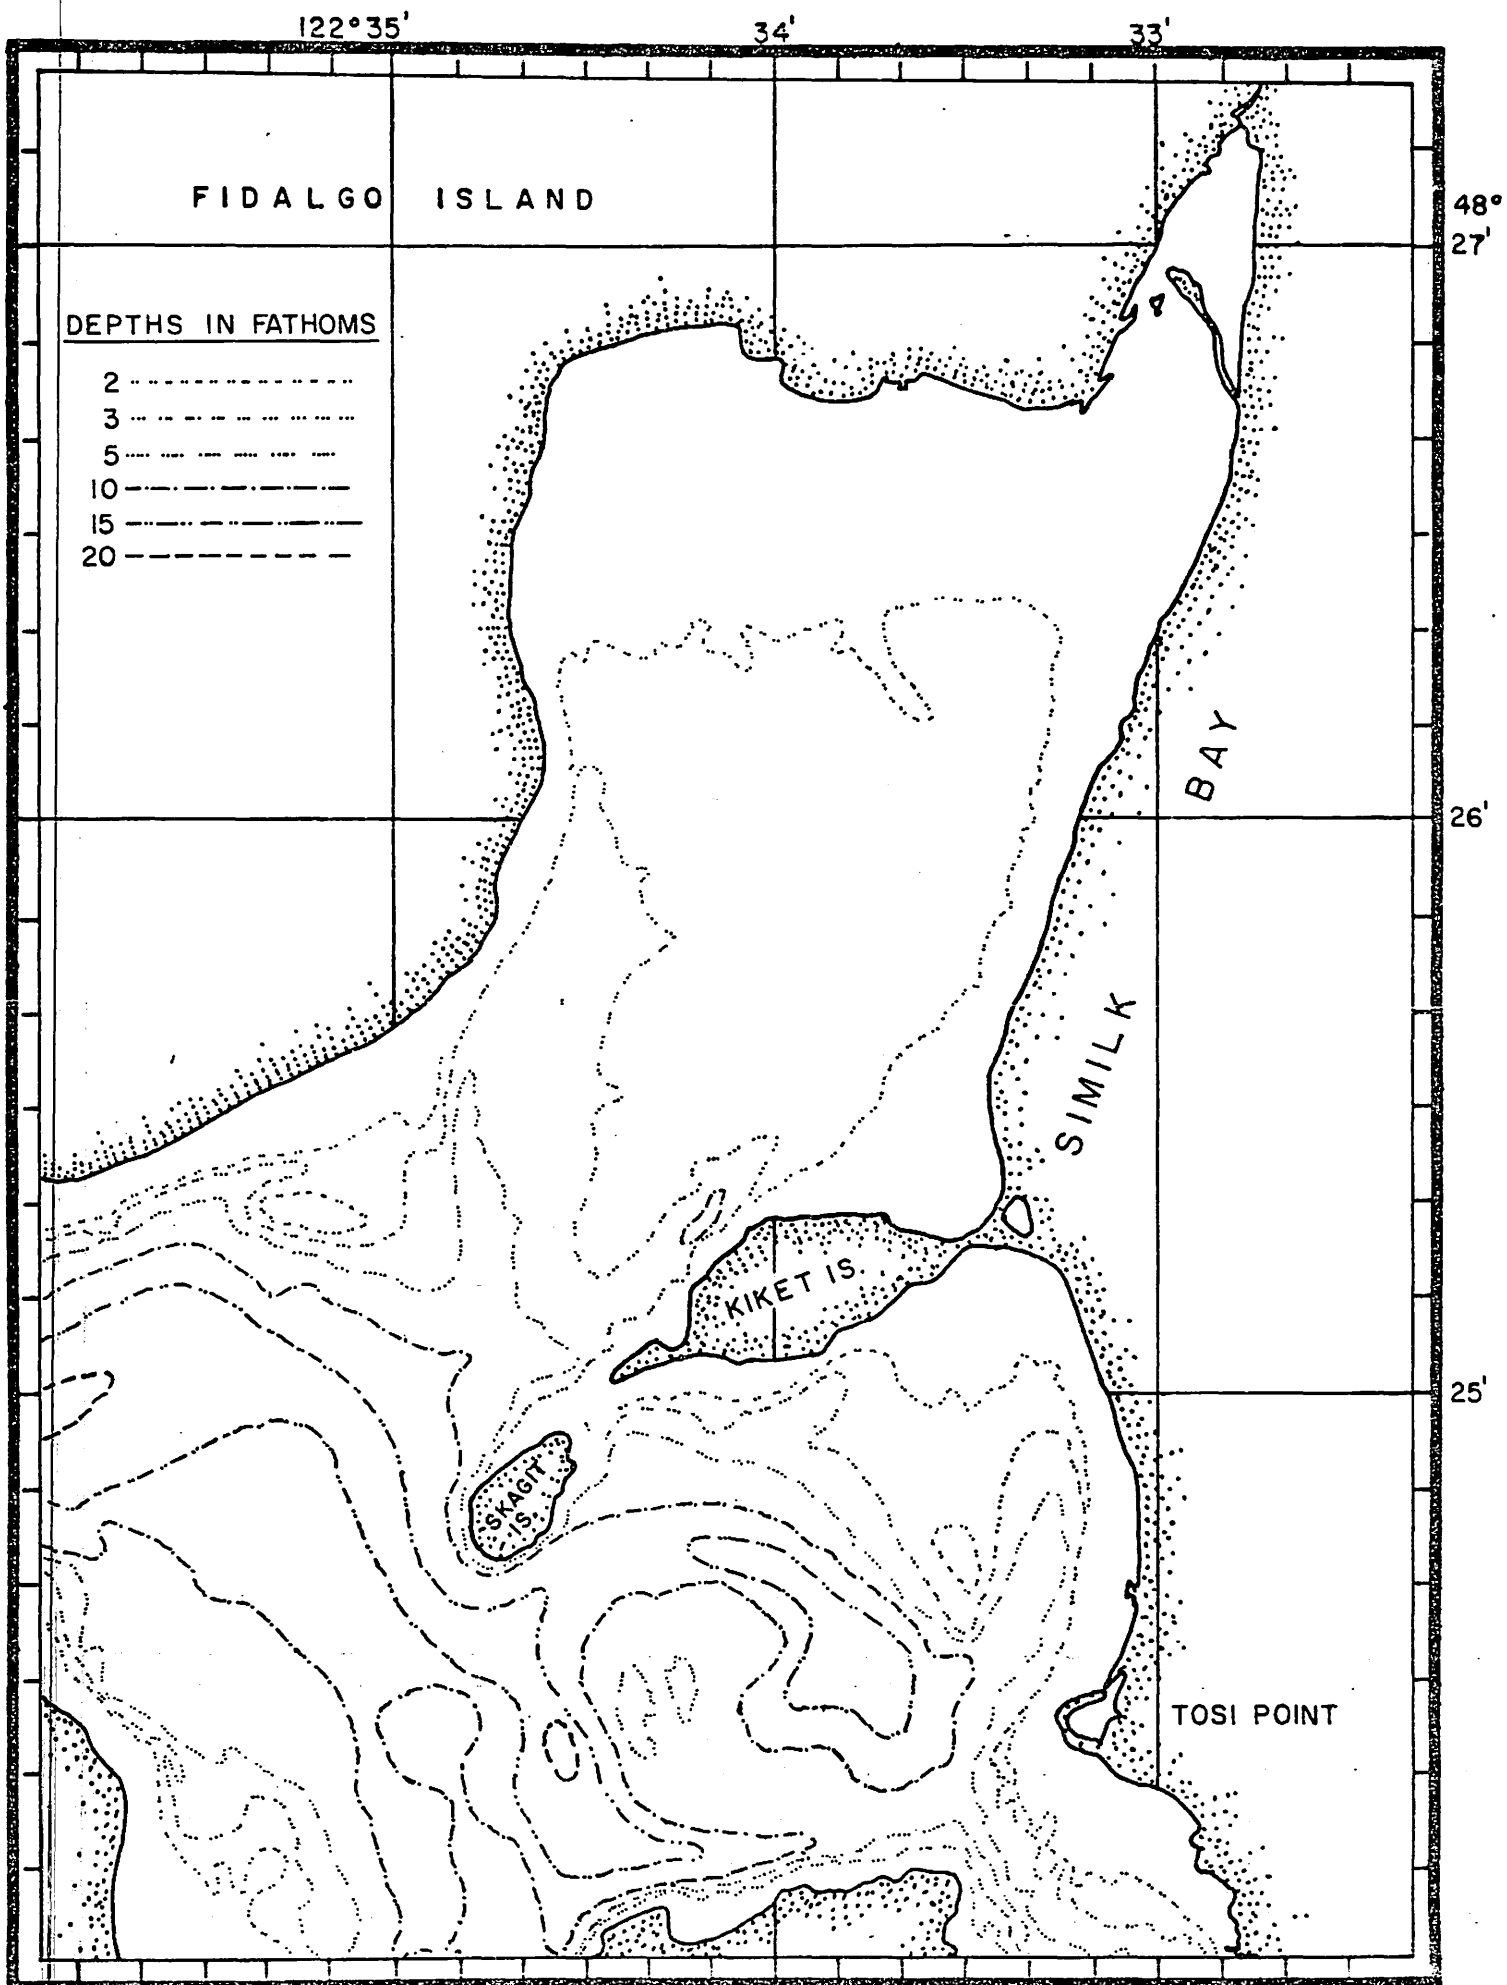 122°35' 34' 33'
FIDALGO ISLAND
48°
27'
DEPTHS IN FATHOMS
2
3
5
10
15
20
BAY
26'
SIMILK
KIKET IS.
25'
SKAGIT
IS.
TOSI POINT